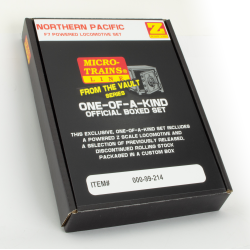 NORTHERN PACIFIC
F7 POWERED LOCOMOTIVE SET
Z
MICRO-
TRAINS®
LINE
FROM THE VAULT
SERIES
ONE-OF-A-KIND
OFFICIAL BOXED SET
THIS EXCLUSIVE, ONE-OF-A-KIND SET INCLUDES
A POWERED Z SCALE LOCOMOTIVE AND
A SELECTION OF PREVIOUSLY RELEASED,
DISCONTINUED ROLLING STOCK
PACKAGED IN A CUSTOM BOX
ITEM# 000-99-214